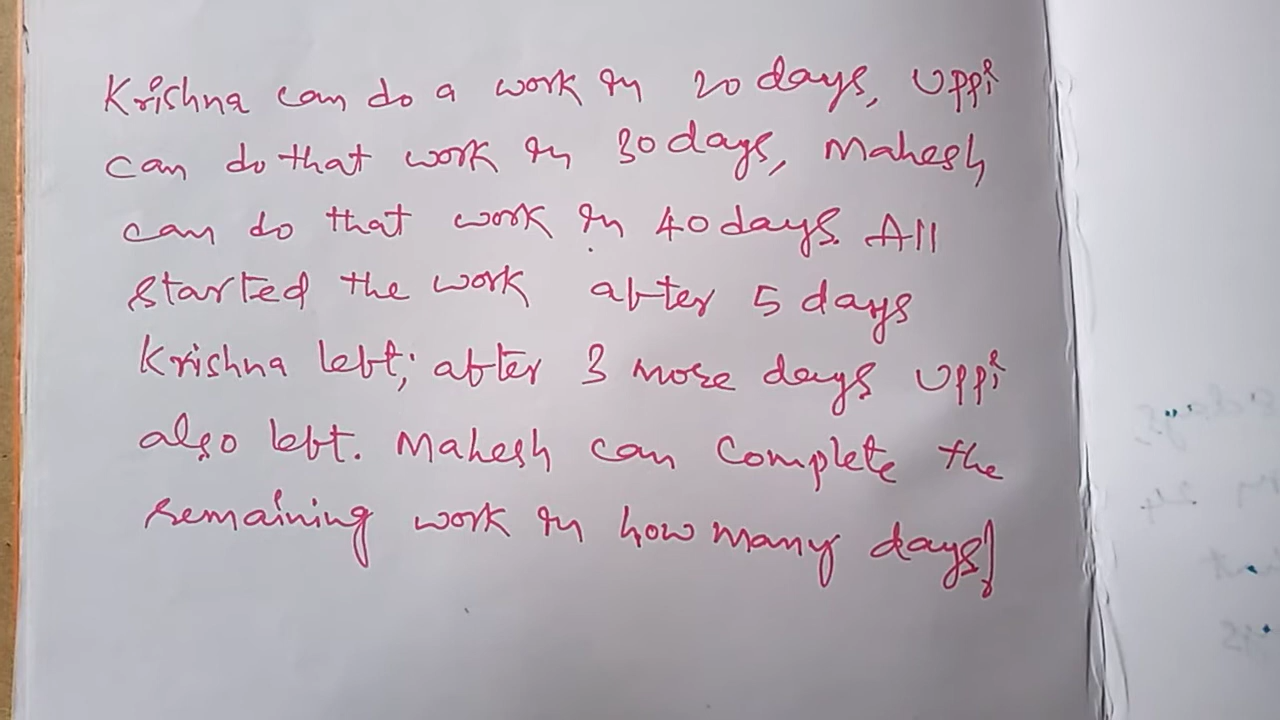 Krishna can do a work in 20 days, Uppi
can do that work in 30 days, Mahesh
can do that work in 40 days. All
started the work after 5 days
Krishna left; after 3 more days Uppi
also left. Mahesh can complete the
remaining work in how many days?